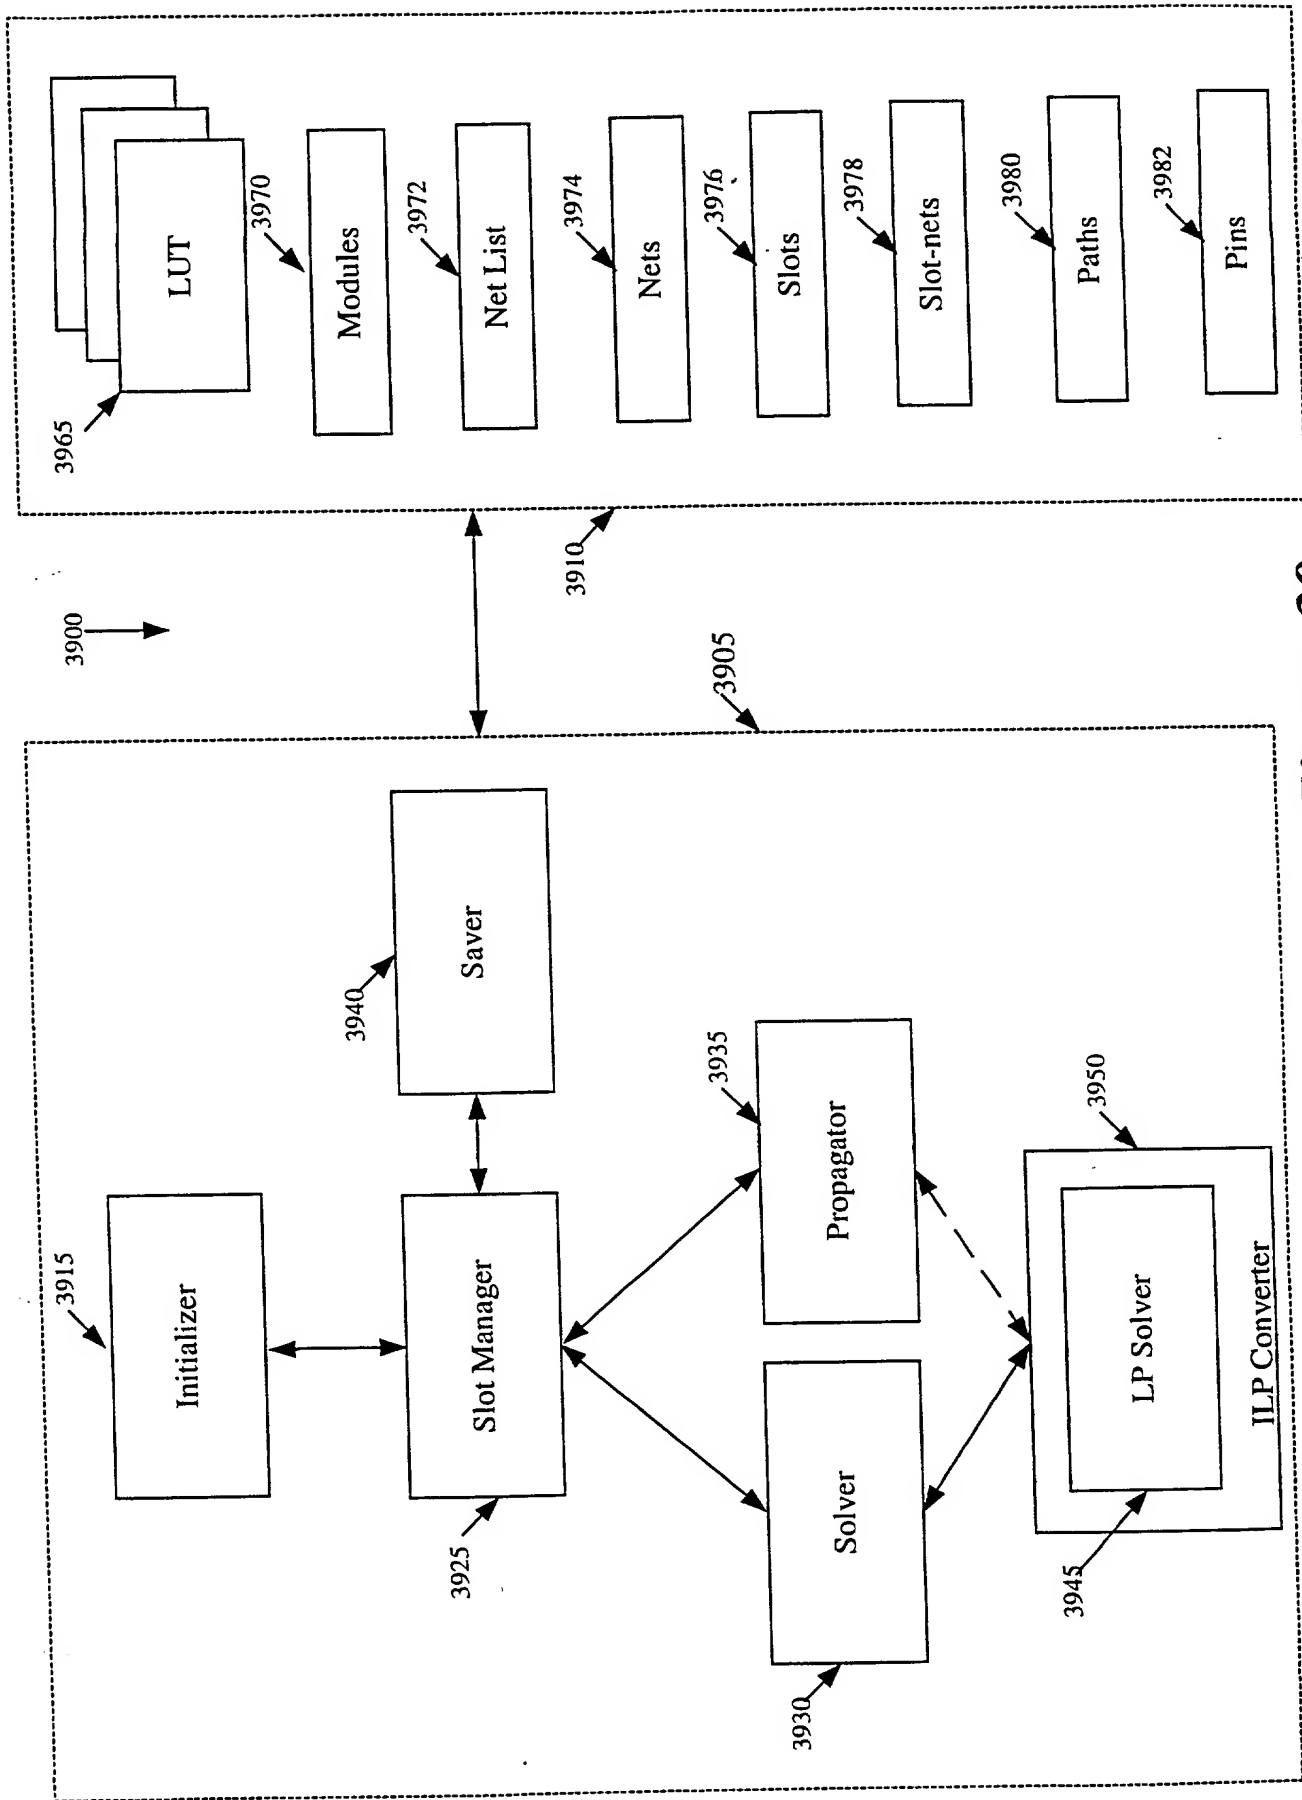 3900
3905
3915
Initializer
3925
Slot Manager
3940
Saver
3930
Solver
3935
Propagator
3950
3945
LP Solver
ILP Converter
3910
3965
LUT
3970
Modules
3972
Net List
3974
Nets
3976
Slots
3978
Slot-nets
3980
Paths
3982
Pins